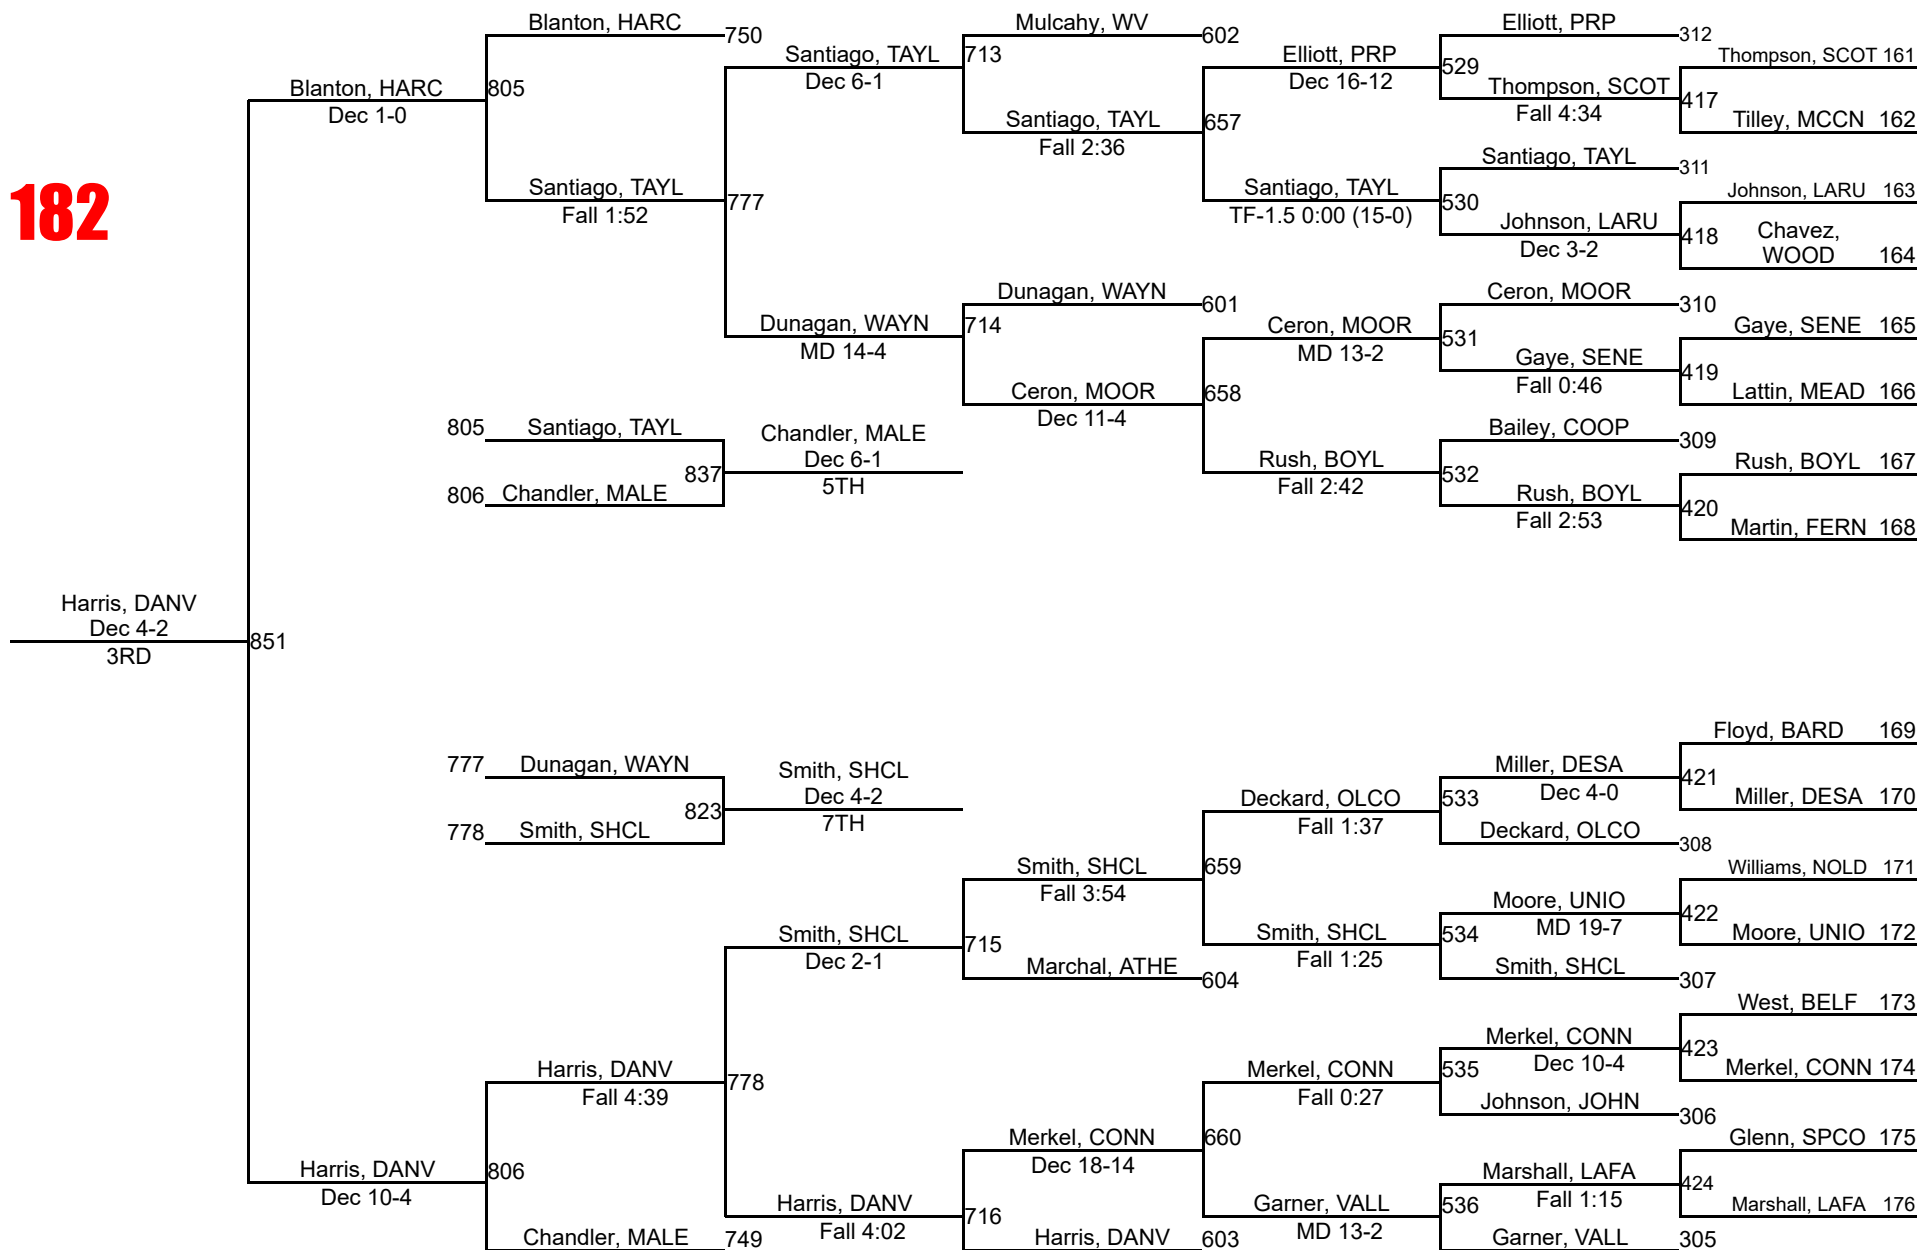 182
Blanton, HARC
750
Mulcahy, WV
602
Elliott, PRP
312
Santiago, TAYL
Dec 6-1
713
Elliott, PRP
Dec 16-12
529
Thompson, SCOT 161
Blanton, HARC
Dec 1-0
805
Thompson, SCOT
Fall 4:34
417
Tilley, MCCN 162
Santiago, TAYL
Fall 2:36
657
Santiago, TAYL
311
Santiago, TAYL
Fall 1:52
777
Santiago, TAYL
TF-1.5 0:00 (15-0)
530
Johnson, LARU 163
Johnson, LARU
Dec 3-2
418
Chavez,
WOOD 164
Dunagan, WAYN
601
Ceron, MOOR
310
Dunagan, WAYN
MD 14-4
714
Ceron, MOOR
MD 13-2
531
Gaye, SENE 165
Gaye, SENE
Fall 0:46
419
Lattin, MEAD 166
Ceron, MOOR
Dec 11-4
658
805 Santiago, TAYL
Bailey, COOP
309
Chandler, MALE
Dec 6-1
5TH
837
806 Chandler, MALE
Rush, BOYL
Fall 2:42
532
Rush, BOYL 167
Rush, BOYL
Fall 2:53
420
Martin, FERN 168
Harris, DANV
Dec 4-2
3RD
851
Floyd, BARD 169
777 Dunagan, WAYN
Smith, SHCL
Dec 4-2
7TH
823
778 Smith, SHCL
Miller, DESA
Dec 4-0
421
Miller, DESA 170
Deckard, OLCO
Fall 1:37
533
Deckard, OLCO
308
Smith, SHCL
Fall 3:54
659
Williams, NOLD 171
Moore, UNIO
MD 19-7
422
Moore, UNIO 172
Smith, SHCL
Dec 2-1
715
Smith, SHCL
Fall 1:25
534
Marchal, ATHE
604
Smith, SHCL
307
West, BELF 173
Harris, DANV
Fall 4:39
778
Merkel, CONN
Dec 10-4
423
Merkel, CONN 174
Merkel, CONN
Fall 0:27
535
Johnson, JOHN
306
Merkel, CONN
Dec 18-14
660
Glenn, SPCO 175
Harris, DANV
Dec 10-4
806
Marshall, LAFA
Fall 1:15
424
Marshall, LAFA 176
Harris, DANV
Fall 4:02
716
Garner, VALL
MD 13-2
536
Chandler, MALE
749
Harris, DANV
603
Garner, VALL
305